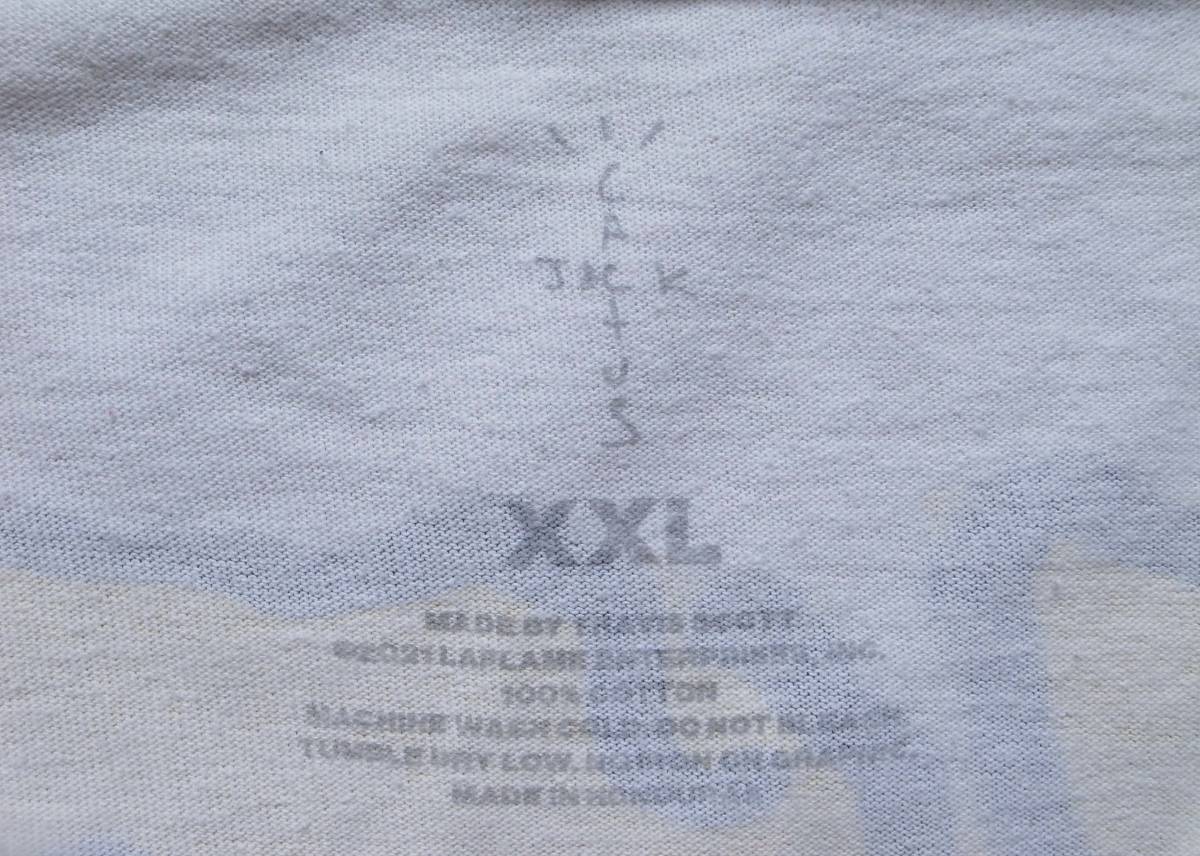 CACTUS
JACK
XXL
MADE BY TRAVIS SCOTT
©2021 LAFLAME ENTERPRISES, INC.
100% COTTON
MACHINE WASH COLD. DO NOT BLEACH.
TUMBLE DRY LOW. NO IRON ON GRAPHIC.
MADE IN HONDURAS